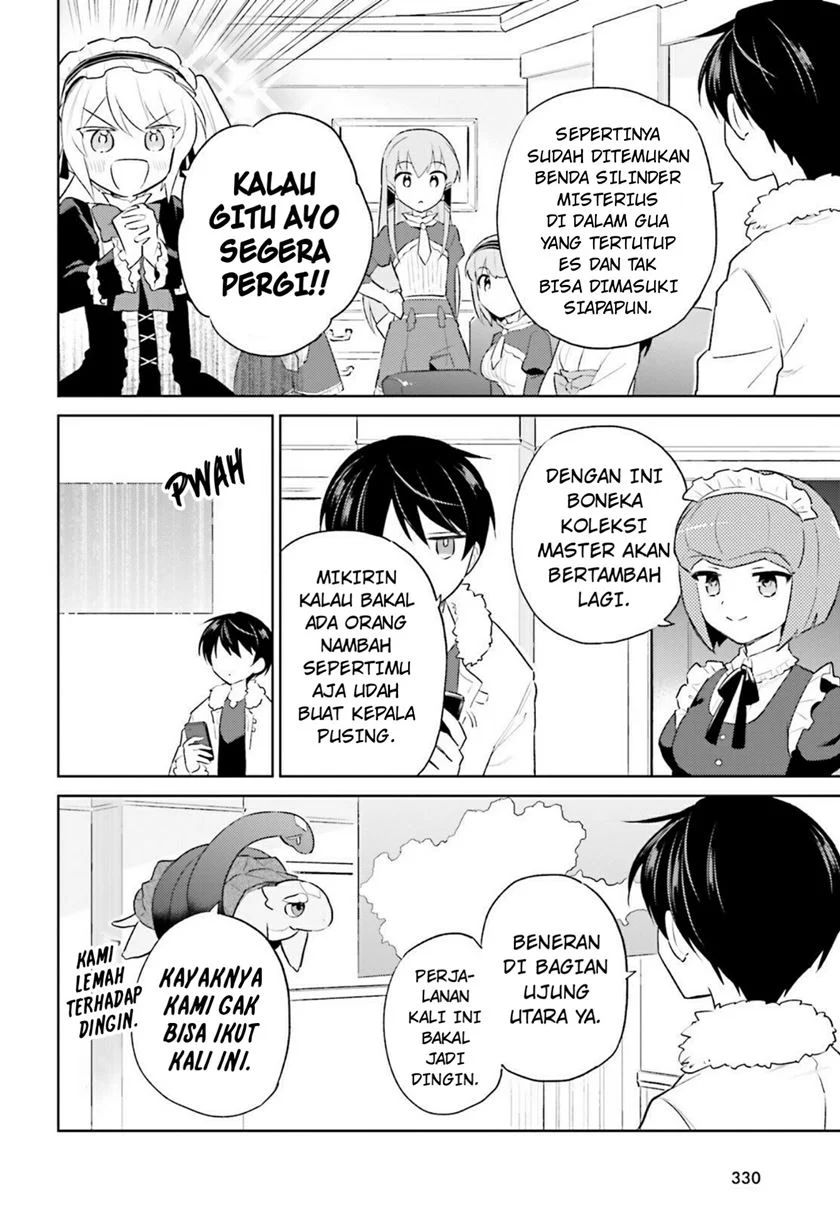 SEPERTINYA
SUDAH DITEMUKAN
BENDA SILINDER
MISTERIUS
DI DALAM GUA
YANG TERTUTUP
ES DAN TAK
BISA DIMASUKI
SIAPAPUN.
KALAU
GITU AYO
SEGERA
PERGI!!
DENGAN INI
BONEKA
KOLEKSI
MASTER AKAN
BERTAMBAH
LAGI.
MIKIRIN
KALAU BAKAL
ADA ORANG
NAMBAH
SEPERTIMU
AJA UDAH
BUAT KEPALA
PUSING.
PWAH
BENERAN
DI BAGIAN
UJUNG
UTARA YA.
PERJA-
LANAN
KALI INI
BAKAL
JADI
DINGIN.
KAYAKNYA
KAMI GAK
BISA IKUT
KALI INI.
KAMI
LEMAH
TERHADAP
DINGIN.
330